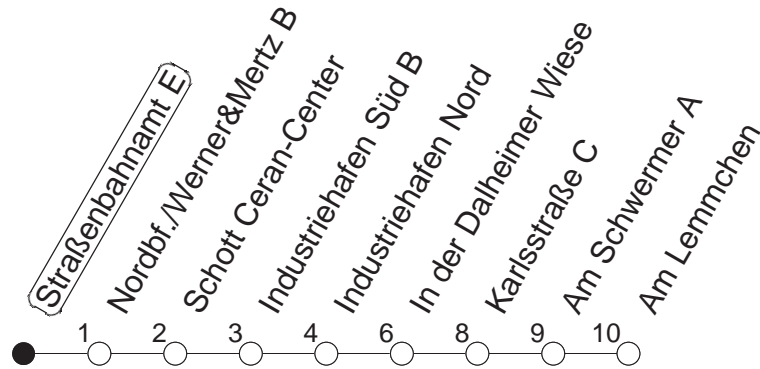 Straßenbahnamt E
Nordbf./Werner&Mertz B
Schott Ceran-Center
Industriehafen Süd B
Industriehafen Nord
In der Dalheimer Wiese
Karlsstraße C
Am Schwermer A
Am Lemmchen
1 2 3 4 6 8 9 10